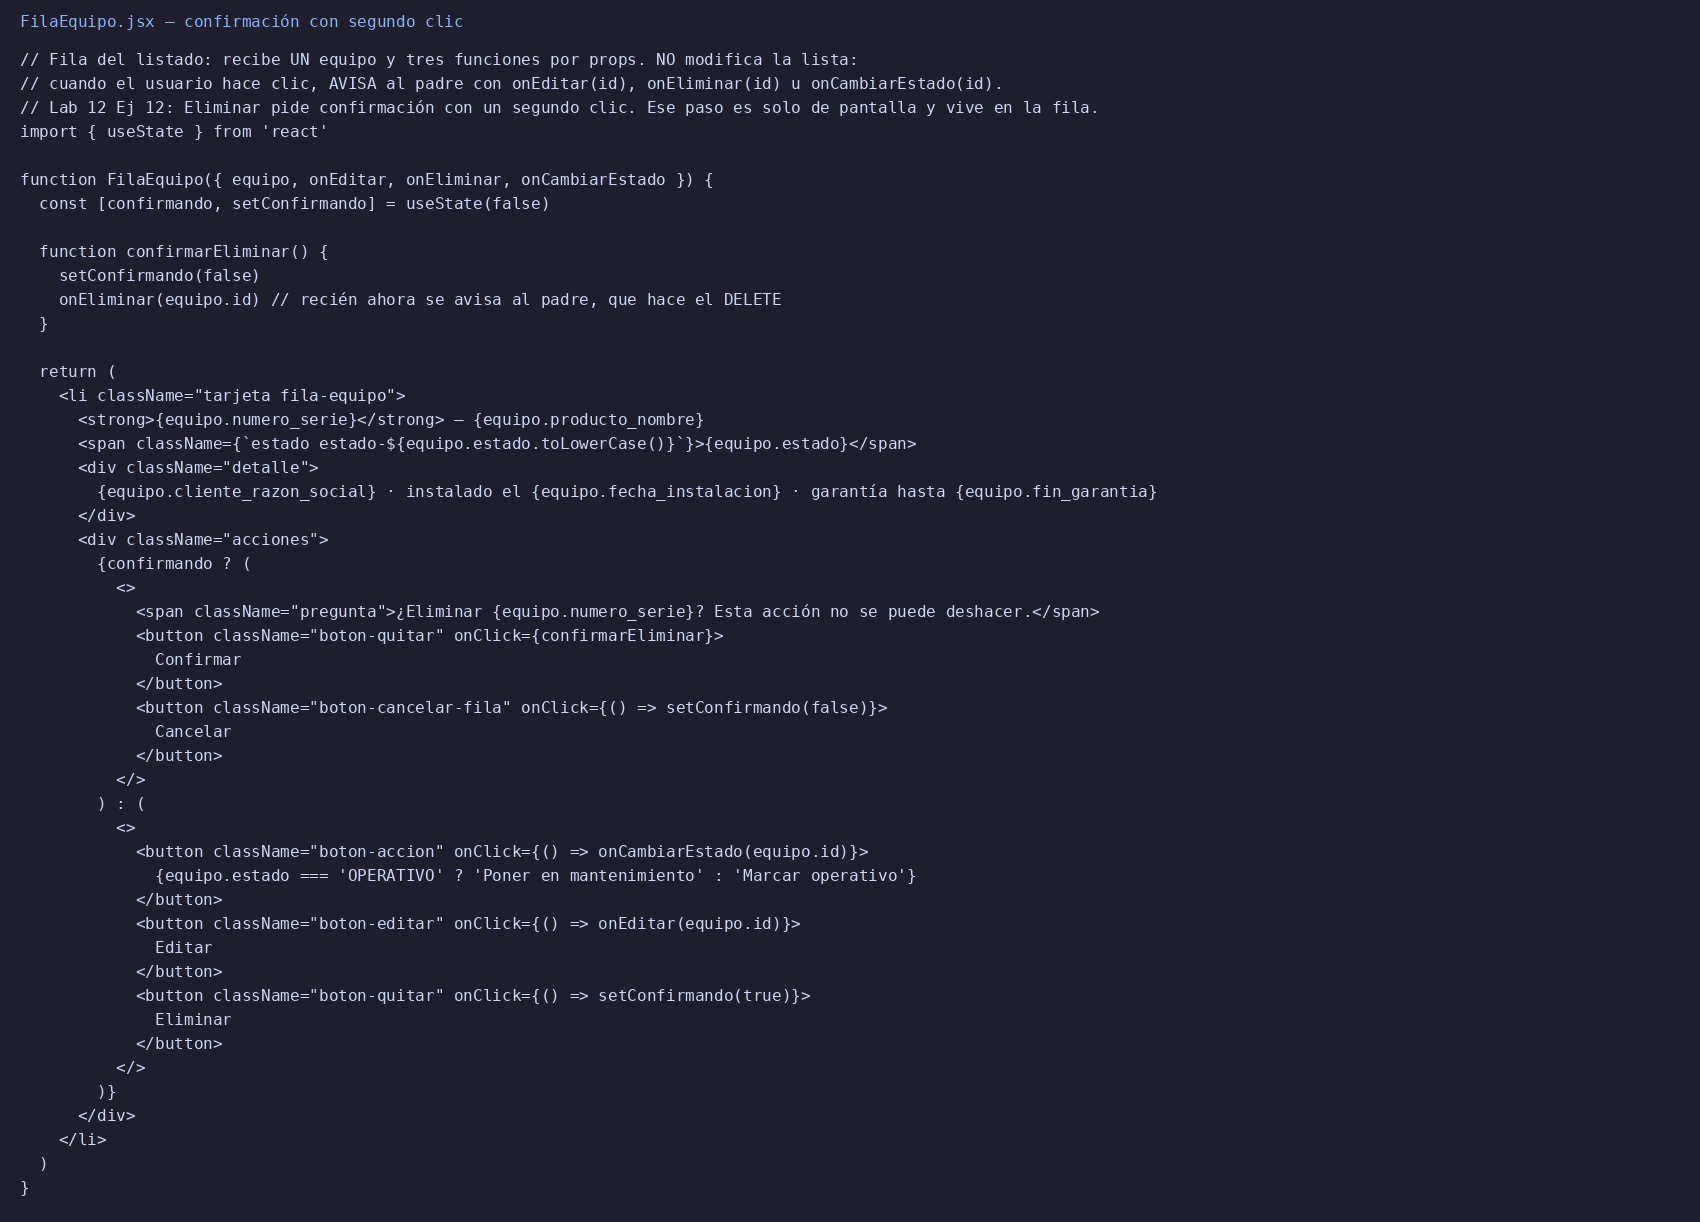 FilaEquipo.jsx — confirmación con segundo clic
// Fila del listado: recibe UN equipo y tres funciones por props. NO modifica la lista:
// cuando el usuario hace clic, AVISA al padre con onEditar(id), onEliminar(id) u onCambiarEstado(id).
// Lab 12 Ej 12: Eliminar pide confirmación con un segundo clic. Ese paso es solo de pantalla y vive en la fila.
import { useState } from 'react'

function FilaEquipo({ equipo, onEditar, onEliminar, onCambiarEstado }) {
  const [confirmando, setConfirmando] = useState(false)

  function confirmarEliminar() {
    setConfirmando(false)
    onEliminar(equipo.id) // recién ahora se avisa al padre, que hace el DELETE
  }

  return (
    <li className="tarjeta fila-equipo">
      <strong>{equipo.numero_serie}</strong> — {equipo.producto_nombre}
      <span className={`estado estado-${equipo.estado.toLowerCase()}`}>{equipo.estado}</span>
      <div className="detalle">
        {equipo.cliente_razon_social} · instalado el {equipo.fecha_instalacion} · garantía hasta {equipo.fin_garantia}
      </div>
      <div className="acciones">
        {confirmando ? (
          <>
            <span className="pregunta">¿Eliminar {equipo.numero_serie}? Esta acción no se puede deshacer.</span>
            <button className="boton-quitar" onClick={confirmarEliminar}>
              Confirmar
            </button>
            <button className="boton-cancelar-fila" onClick={() => setConfirmando(false)}>
              Cancelar
            </button>
          </>
        ) : (
          <>
            <button className="boton-accion" onClick={() => onCambiarEstado(equipo.id)}>
              {equipo.estado === 'OPERATIVO' ? 'Poner en mantenimiento' : 'Marcar operativo'}
            </button>
            <button className="boton-editar" onClick={() => onEditar(equipo.id)}>
              Editar
            </button>
            <button className="boton-quitar" onClick={() => setConfirmando(true)}>
              Eliminar
            </button>
          </>
        )}
      </div>
    </li>
  )
}